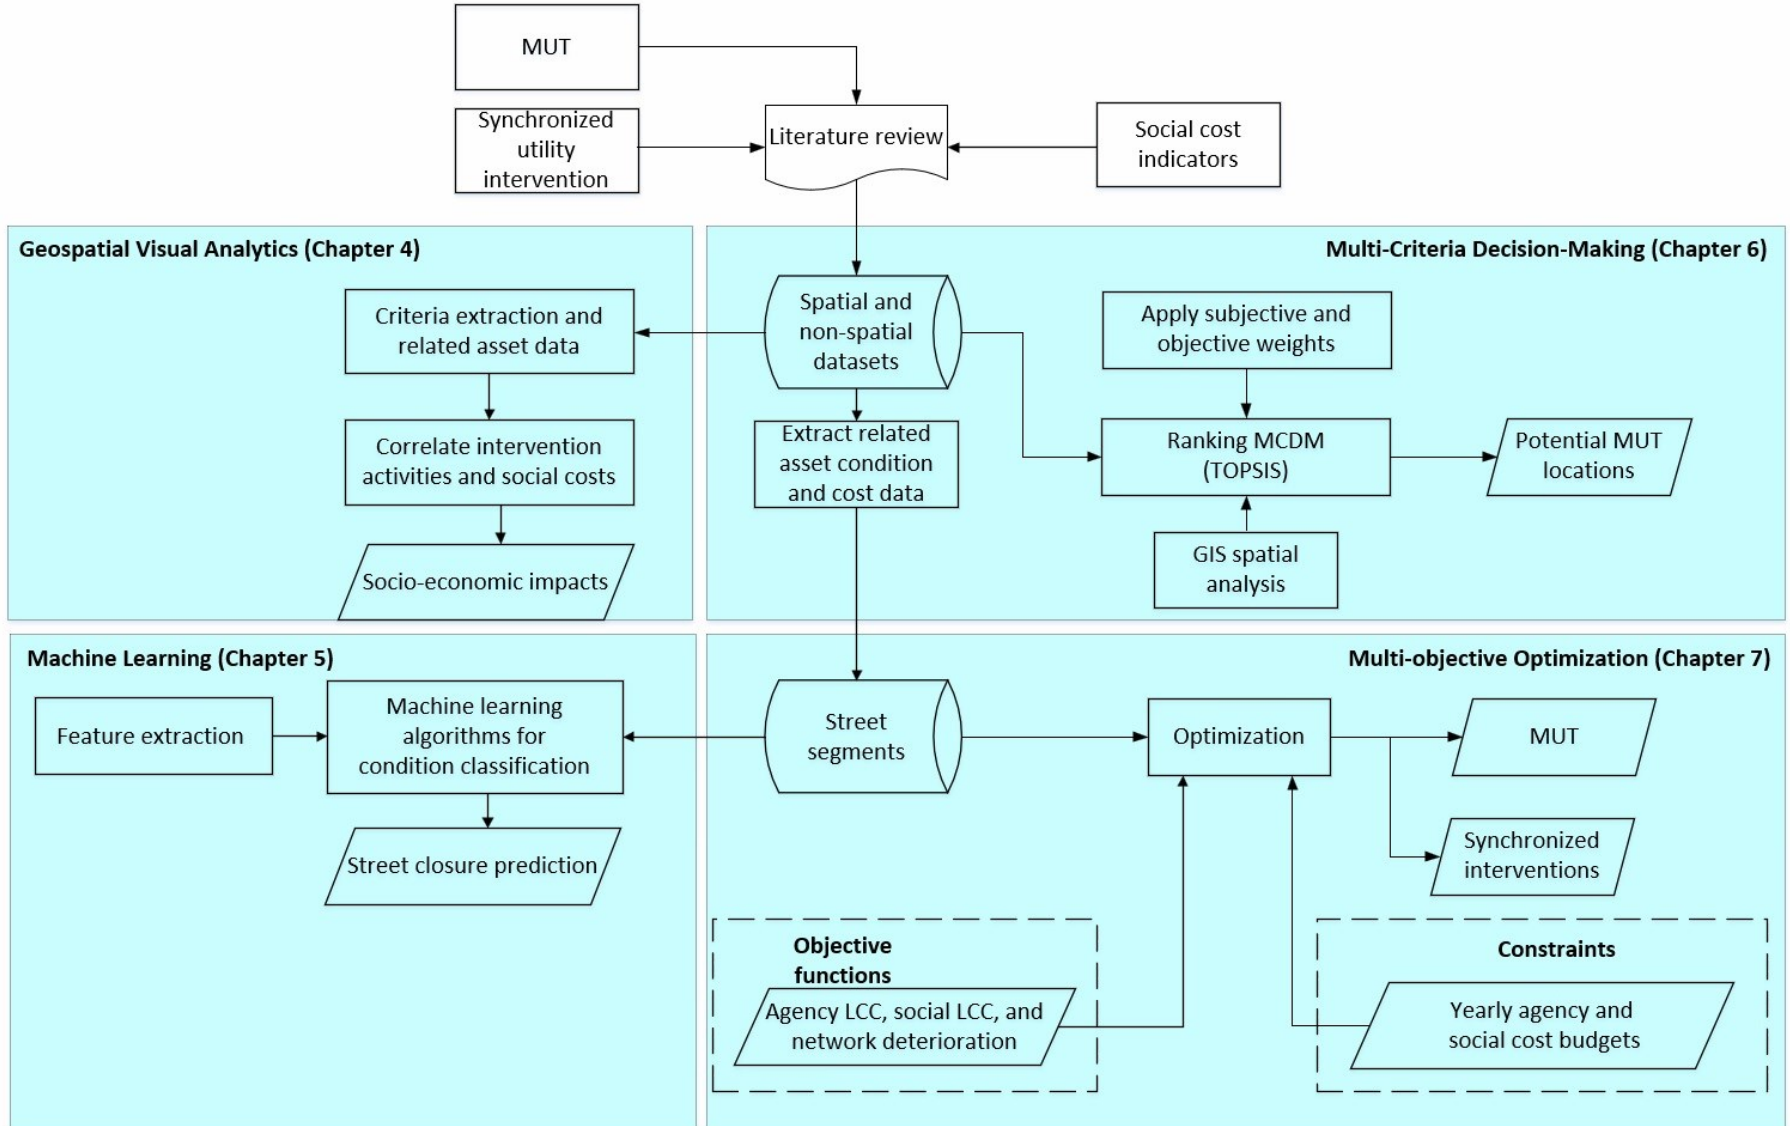 MUT
Synchronized
utility
intervention
Literature review
Social cost
indicators
Geospatial Visual Analytics (Chapter 4)
Criteria extraction and
related asset data
Correlate intervention
activities and social costs
Socio-economic impacts
Multi-Criteria Decision-Making (Chapter 6)
Spatial and
non-spatial
datasets
Extract related
asset condition
and cost data
Apply subjective and
objective weights
Ranking MCDM
(TOPSIS)
GIS spatial
analysis
Potential MUT
locations
Machine Learning (Chapter 5)
Feature extraction
Machine learning
algorithms for
condition classification
Street closure prediction
Multi-objective Optimization (Chapter 7)
Street
segments
Optimization
MUT
Synchronized
interventions
Objective
functions
Agency LCC, social LCC, and
network deterioration
Constraints
Yearly agency and
social cost budgets